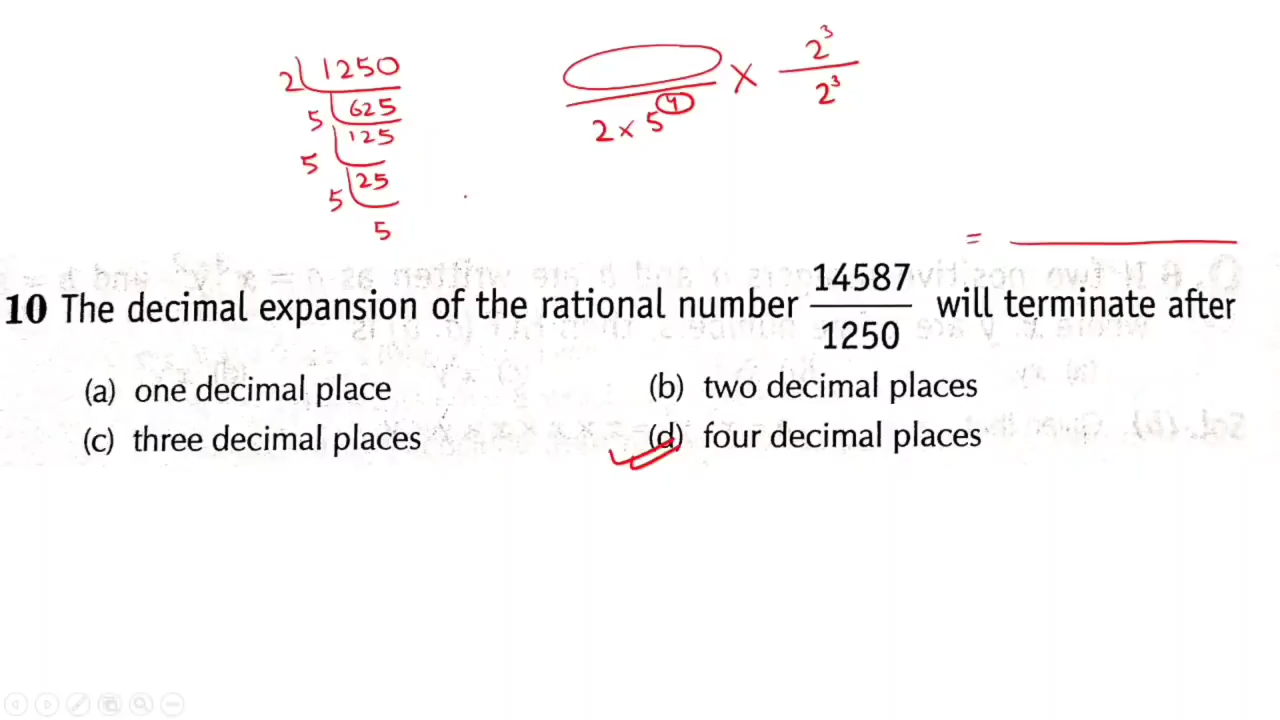 2 1250
5 625
5 125
5 25
5
2 × 5^4 × 2^3 / 2^3
= 
10 The decimal expansion of the rational number 14587/1250 will terminate after
(a) one decimal place (b) two decimal places
(c) three decimal places (d) four decimal places